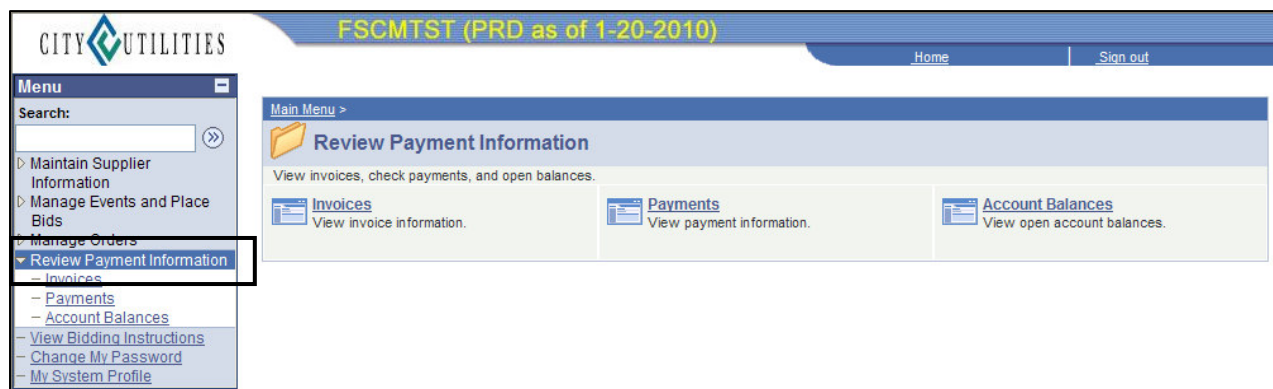 CITY UTILITIES
FSCMTST (PRD as of 1-20-2010)
Home
Sign out
Menu
Search:
Maintain Supplier
Information
Manage Events and Place
Bids
Manage Orders
Review Payment Information
Invoices
Payments
Account Balances
View Bidding Instructions
Change My Password
My System Profile
Main Menu >
Review Payment Information
View invoices, check payments, and open balances.
Invoices
View invoice information.
Payments
View payment information.
Account Balances
View open account balances.